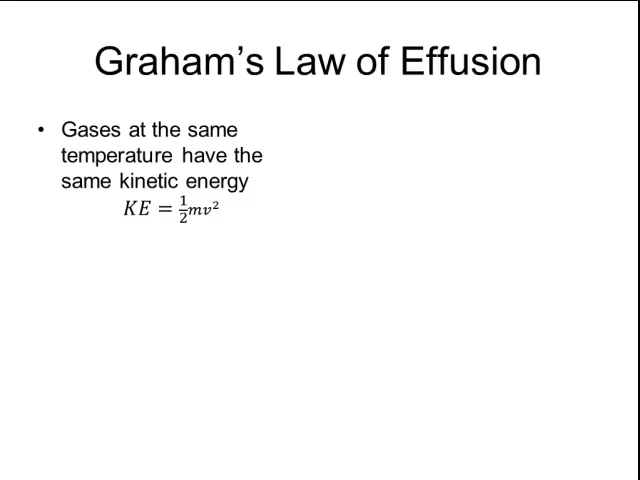 Graham’s Law of Effusion
• Gases at the same
temperature have the
same kinetic energy
𝐾𝐸 = ½𝑚𝑣²